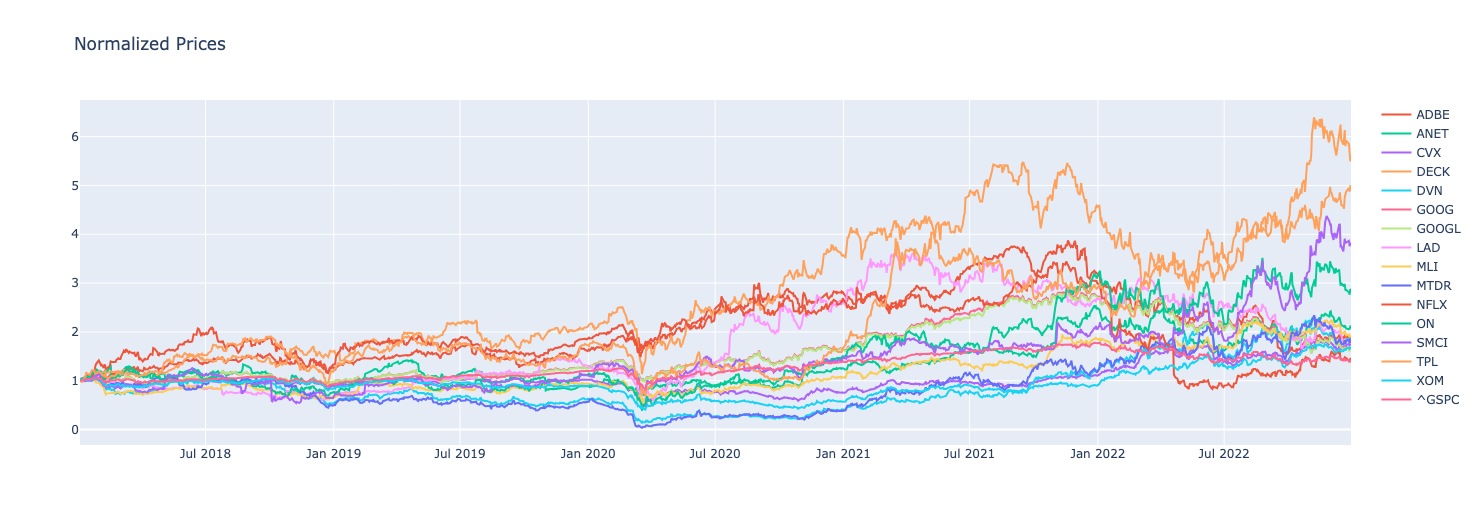 Normalized Prices
6
5
4
3
2
1
0
Jul 2018 Jan 2019 Jul 2019 Jan 2020 Jul 2020 Jan 2021 Jul 2021 Jan 2022 Jul 2022
ADBE
ANET
CVX
DECK
DVN
GOOG
GOOGL
LAD
MLI
MTDR
NFLX
ON
SMCI
TPL
XOM
^GSPC